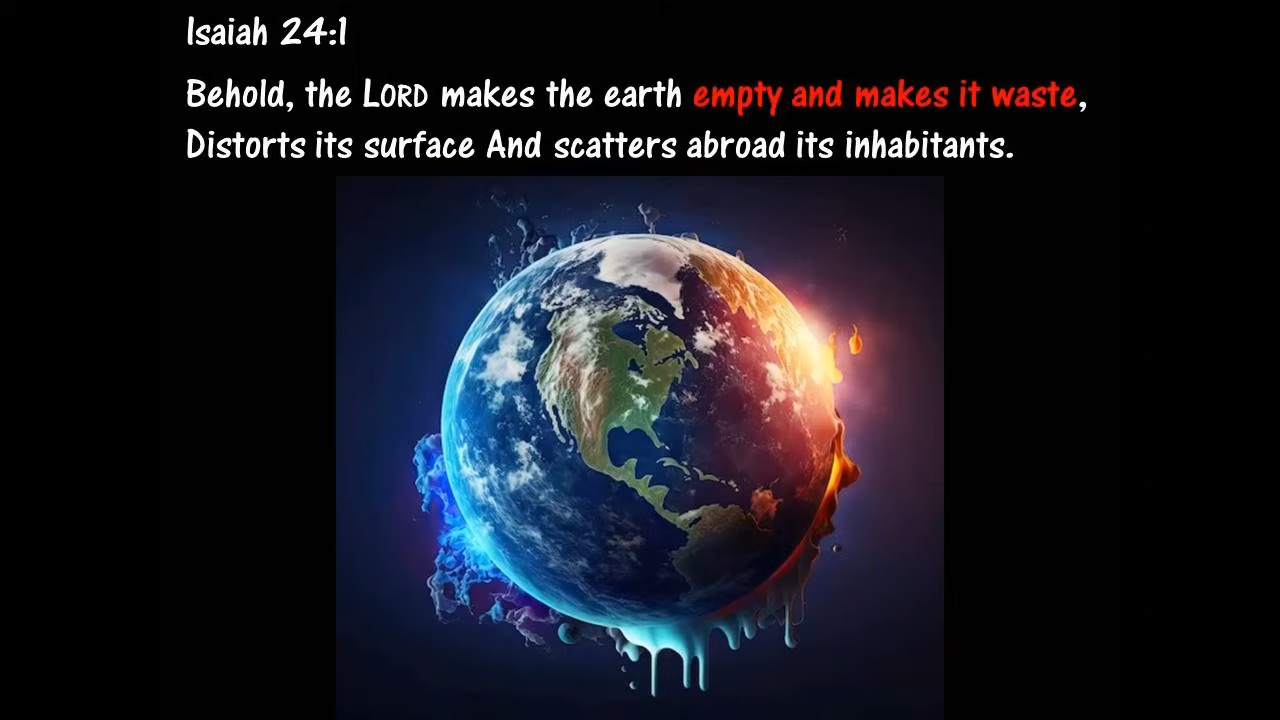 Isaiah 24:1
Behold, the LORD makes the earth empty and makes it waste,
Distorts its surface And scatters abroad its inhabitants.